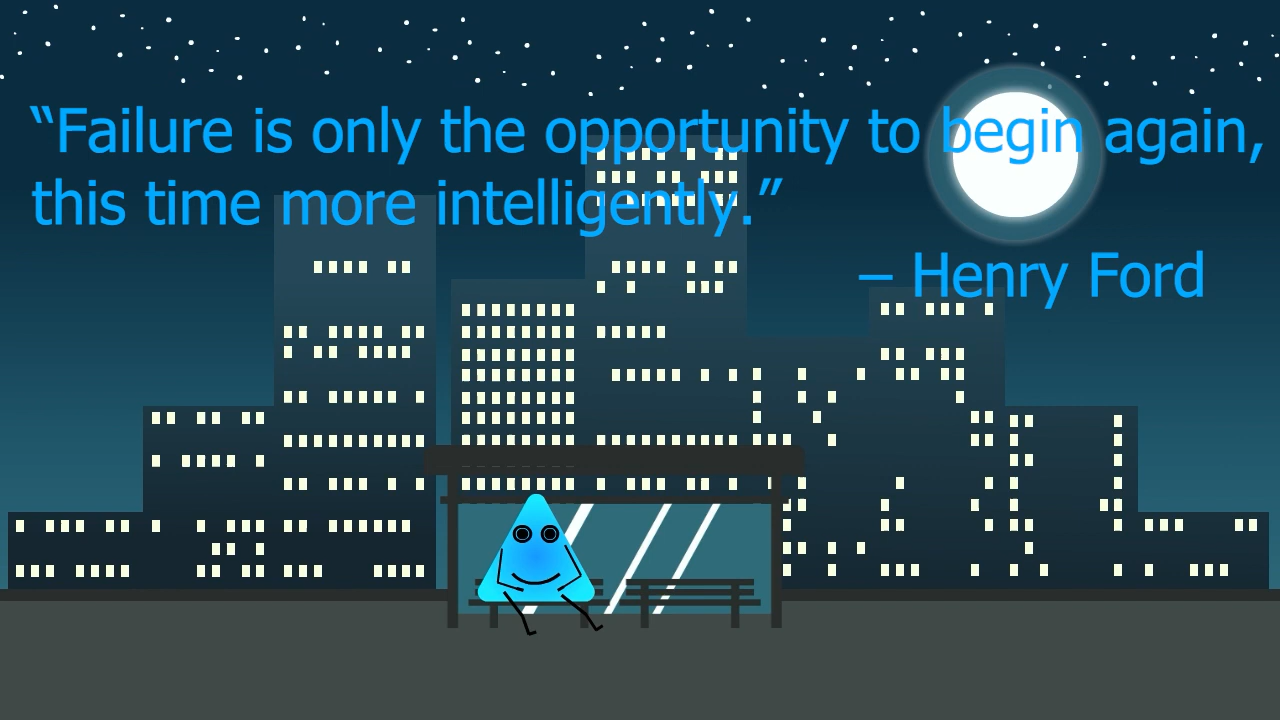 “Failure is only the opportunity to begin again,
this time more intelligently.”
– Henry Ford